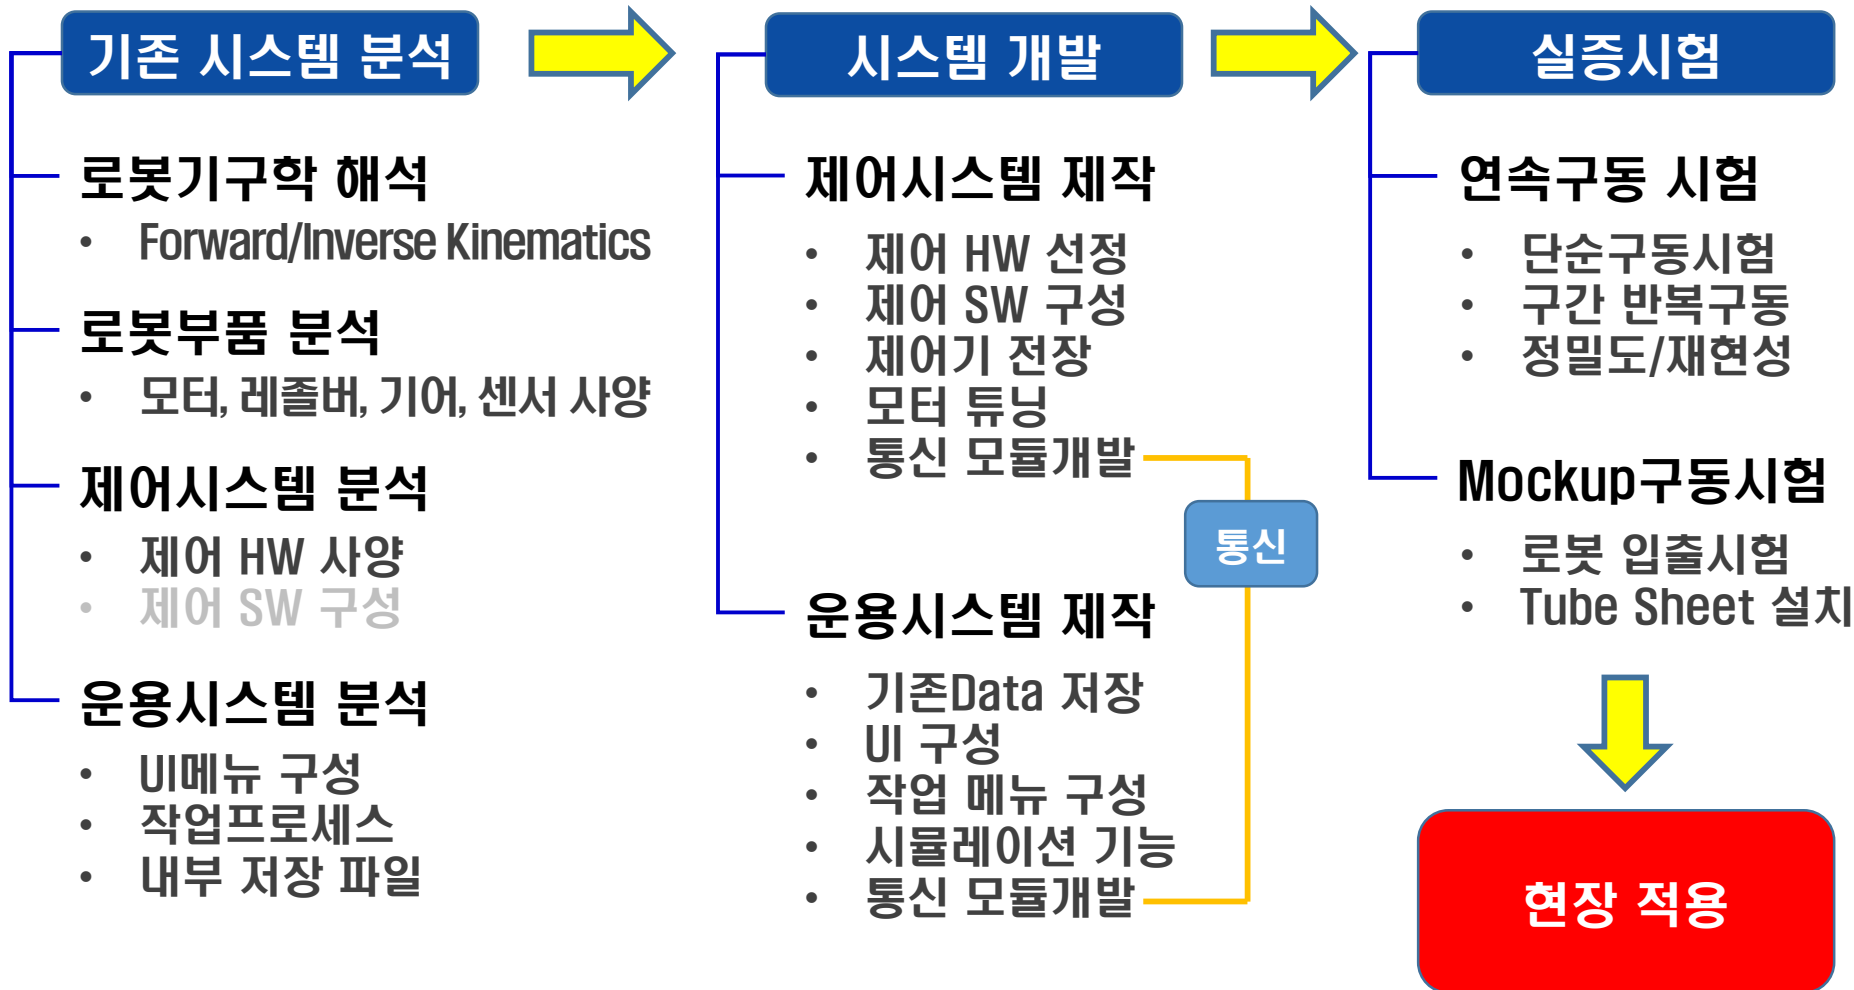 기존 시스템 분석
로봇기구학 해석
• Forward/Inverse Kinematics
로봇부품 분석
• 모터, 레졸버, 기어, 센서 사양
제어시스템 분석
• 제어 HW 사양
• 제어 SW 구성
운용시스템 분석
• UI메뉴 구성
• 작업프로세스
• 내부 저장 파일
시스템 개발
제어시스템 제작
• 제어 HW 선정
• 제어 SW 구성
• 제어기 전장
• 모터 튜닝
• 통신 모듈개발
통신
운용시스템 제작
• 기존Data 저장
• UI 구성
• 작업 메뉴 구성
• 시뮬레이션 기능
• 통신 모듈개발
실증시험
연속구동 시험
• 단순구동시험
• 구간 반복구동
• 정밀도/재현성
Mockup구동시험
• 로봇 입출시험
• Tube Sheet 설치
현장 적용